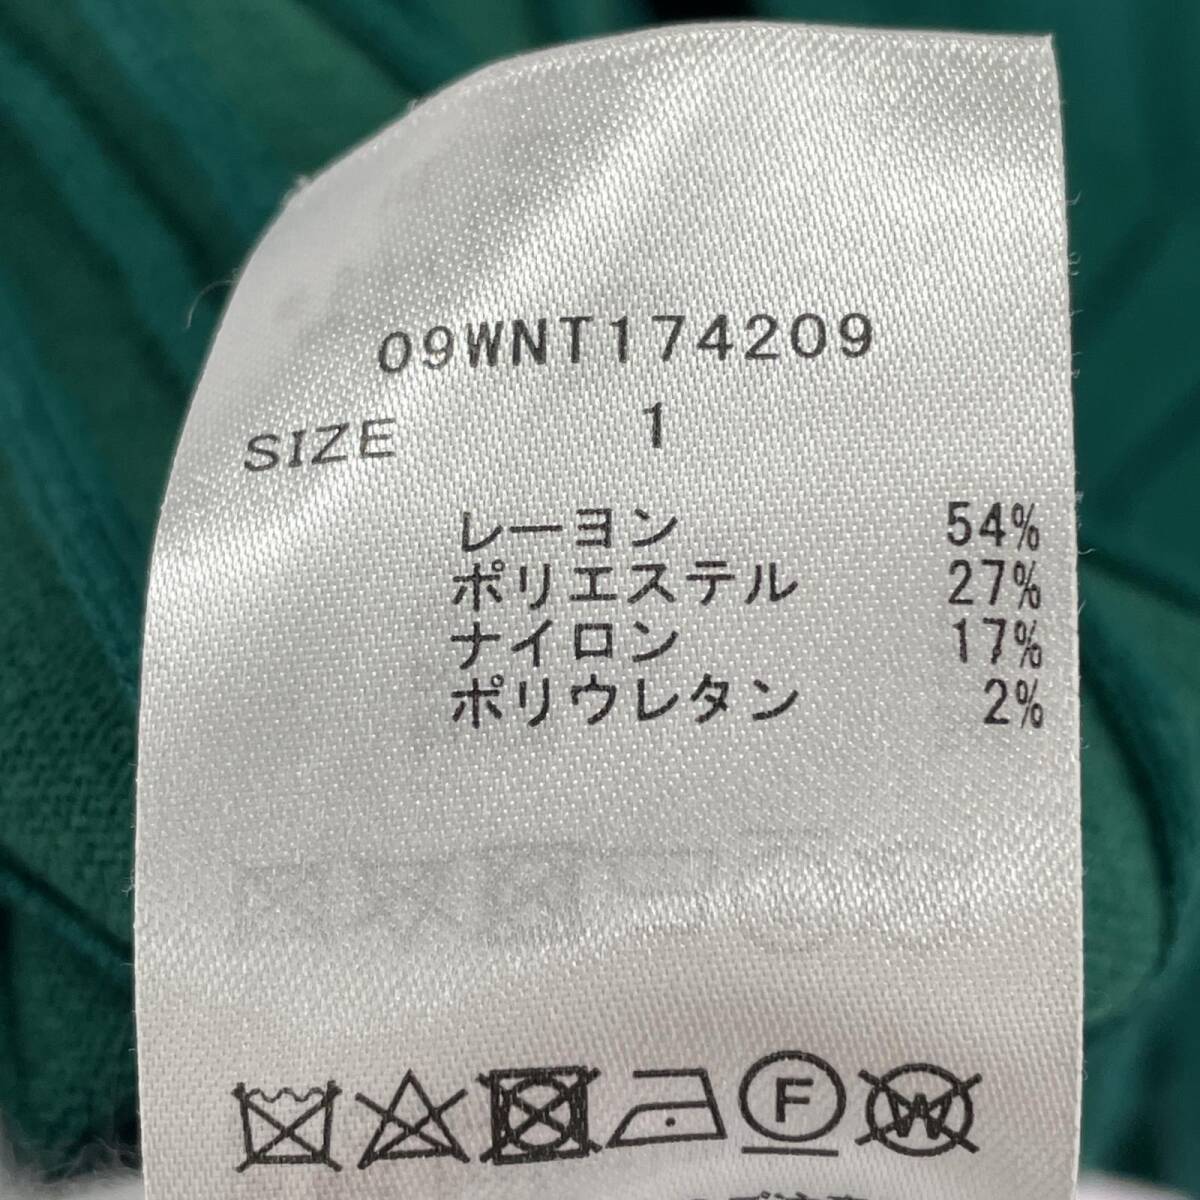 09WNT174209
SIZE 1
レーヨン 54%
ポリエステル 27%
ナイロン 17%
ポリウレタン 2%
F W